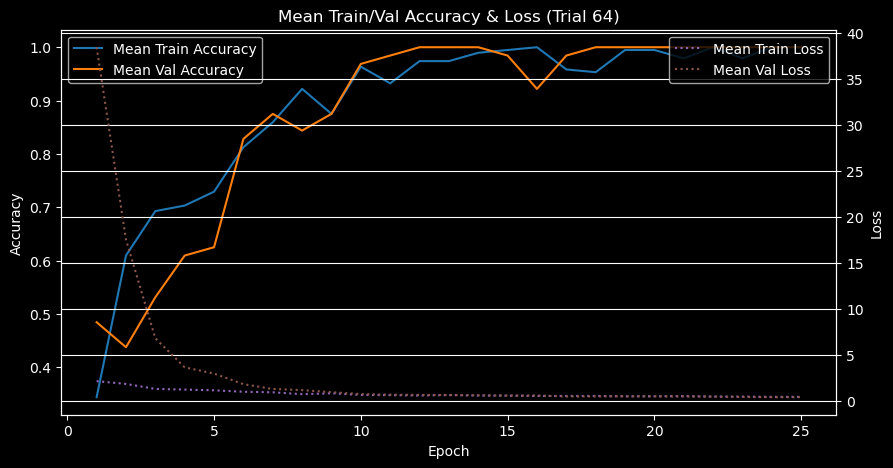 Mean Train/Val Accuracy & Loss (Trial 64)
Mean Train Accuracy
Mean Val Accuracy
Mean Train Loss
Mean Val Loss
1.0
0.9
0.8
0.7
0.6
0.5
0.4
Accuracy
40
35
30
25
20
15
10
5
0
Loss
0 5 10 15 20 25
Epoch